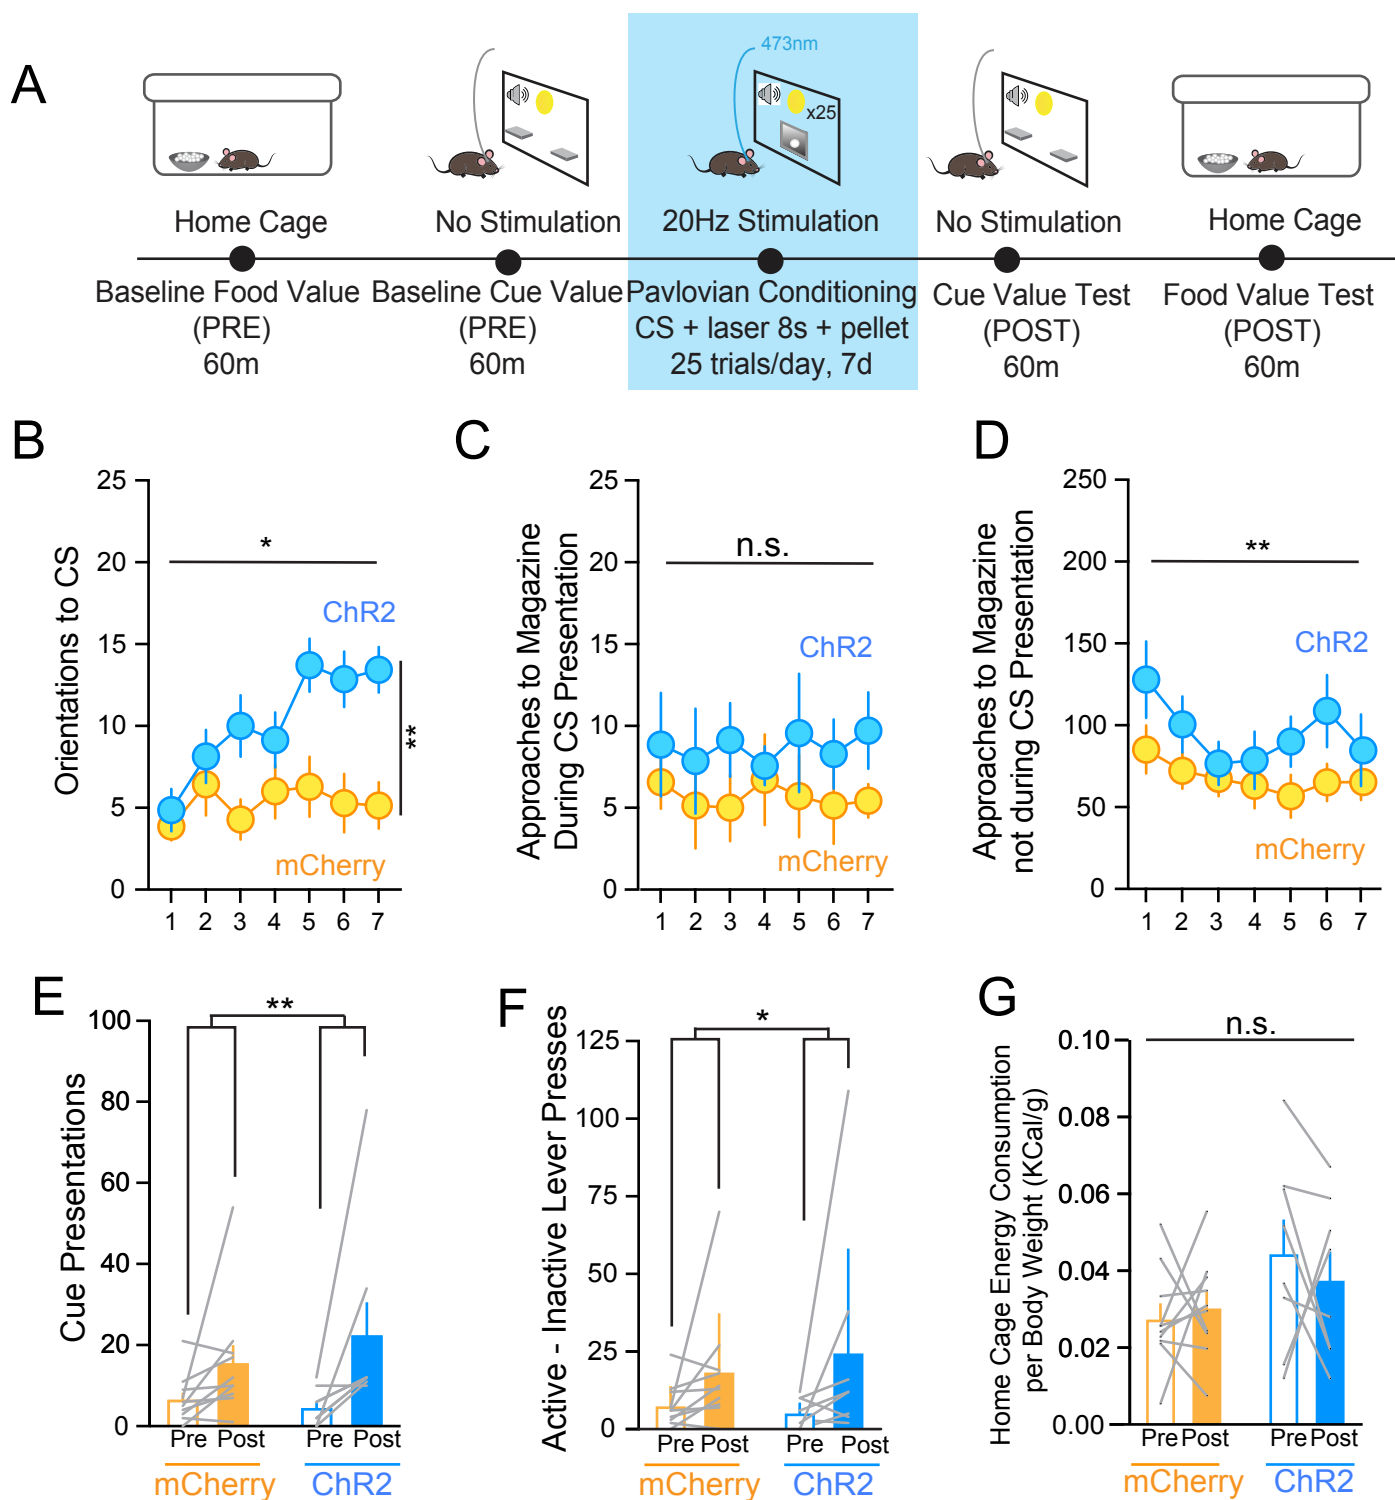 A
473nm
x25
Home Cage
No Stimulation
20Hz Stimulation
No Stimulation
Home Cage
Baseline Food Value
(PRE)
60m
Baseline Cue Value
(PRE)
60m
Pavlovian Conditioning
CS + laser 8s + pellet
25 trials/day, 7d
Cue Value Test
(POST)
60m
Food Value Test
(POST)
60m
B
Orientations to CS
25
20
15
10
5
0
*
ChR2
**
mCherry
1 2 3 4 5 6 7
C
Approaches to Magazine
During CS Presentation
25
20
15
10
5
0
n.s.
ChR2
mCherry
1 2 3 4 5 6 7
D
Approaches to Magazine
not during CS Presentation
250
200
150
100
50
0
**
ChR2
mCherry
1 2 3 4 5 6 7
E
Cue Presentations
100
80
60
40
20
0
**
Pre Post Pre Post
mCherry ChR2
F
Active - Inactive Lever Presses
125
100
75
50
25
0
*
Pre Post Pre Post
mCherry ChR2
G
Home Cage Energy Consumption
per Body Weight (KCal/g)
0.10
0.08
0.06
0.04
0.02
0.00
n.s.
Pre Post Pre Post
mCherry ChR2